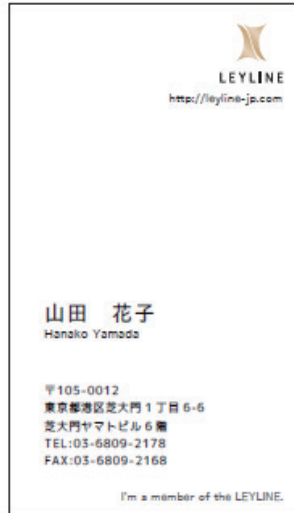 LEYLINE
http://leyline-jp.com
山田　花子
Hanako Yamada
〒105-0012
東京都港区芝大門1丁目6-6
芝大門ヤマトビル6階
TEL:03-6809-2178
FAX:03-6809-2168
I'm a member of the LEYLINE.